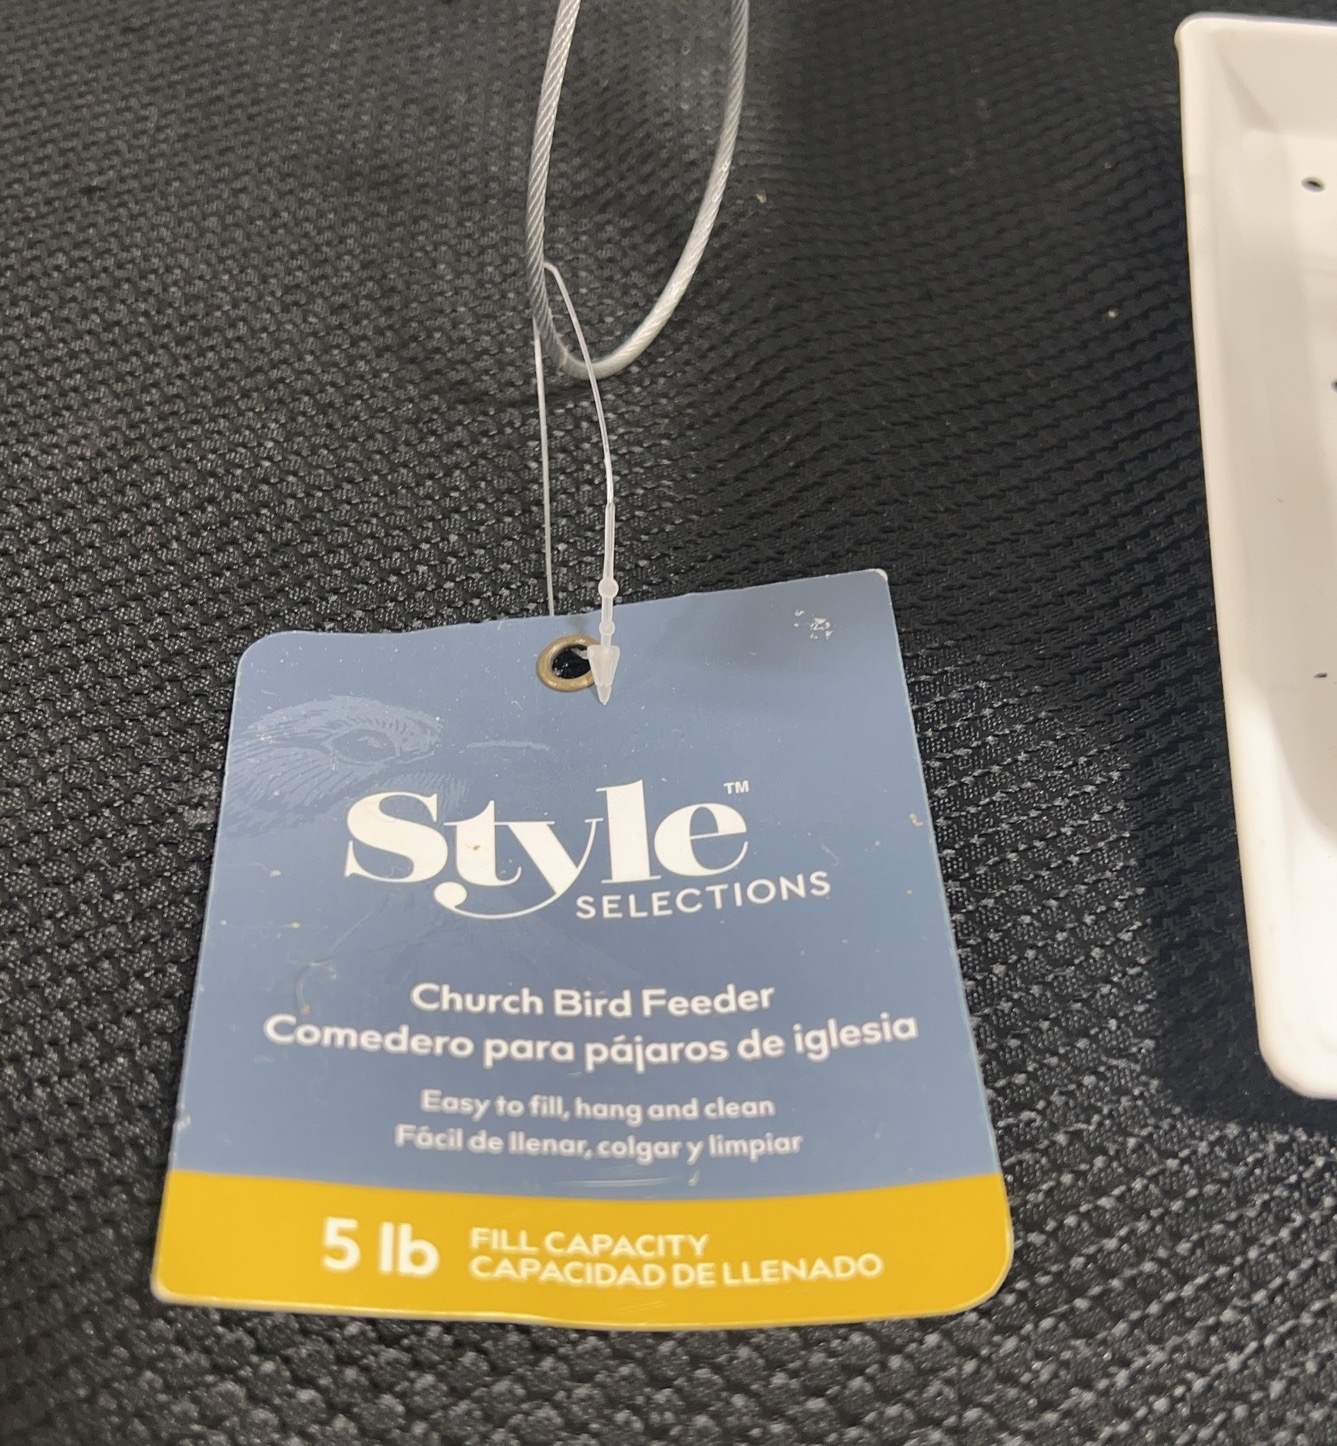 Style™
SELECTIONS
Church Bird Feeder
Comedero para pájaros de iglesia
Easy to fill, hang and clean
Fácil de llenar, colgar y limpiar
5 lb FILL CAPACITY
CAPACIDAD DE LLENADO